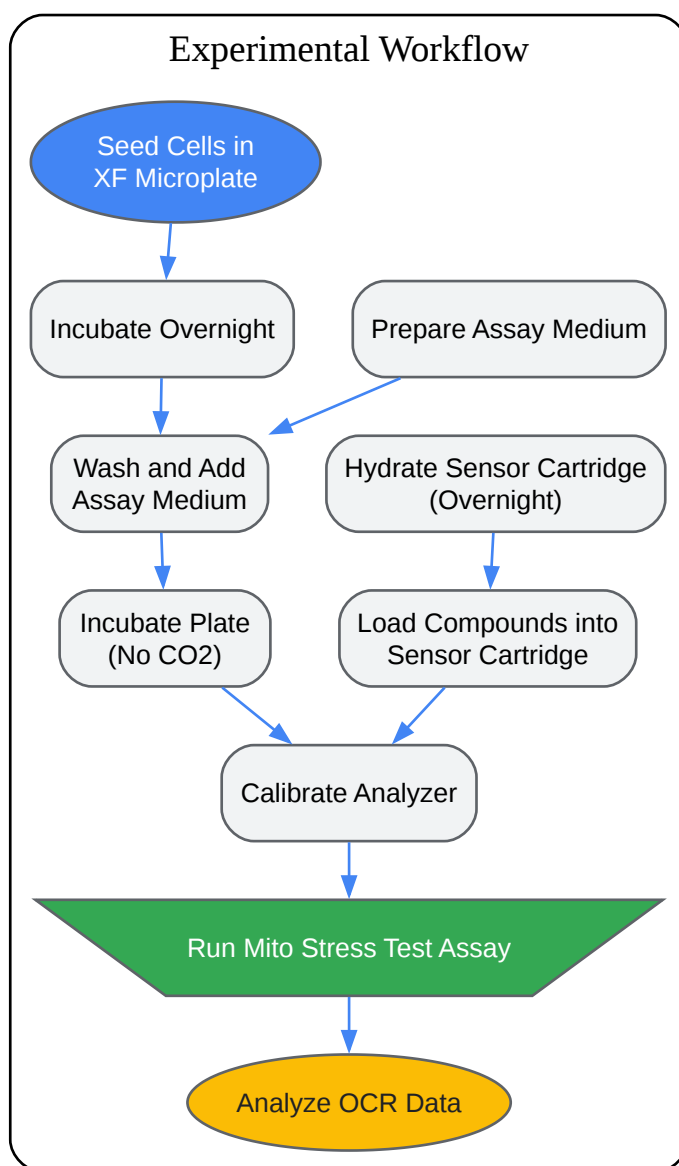 Experimental Workflow
Seed Cells in
XF Microplate
Incubate Overnight
Prepare Assay Medium
Wash and Add
Assay Medium
Hydrate Sensor Cartridge
(Overnight)
Incubate Plate
(No CO2)
Load Compounds into
Sensor Cartridge
Calibrate Analyzer
Run Mito Stress Test Assay
Analyze OCR Data